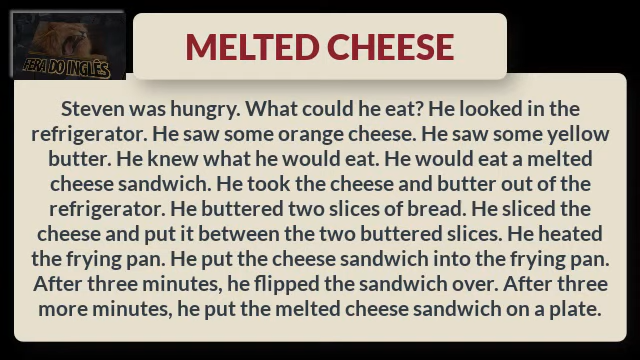 FERA DO INGLÊS
MELTED CHEESE
Steven was hungry. What could he eat? He looked in the
refrigerator. He saw some orange cheese. He saw some yellow
butter. He knew what he would eat. He would eat a melted
cheese sandwich. He took the cheese and butter out of the
refrigerator. He buttered two slices of bread. He sliced the
cheese and put it between the two buttered slices. He heated
the frying pan. He put the cheese sandwich into the frying pan.
After three minutes, he flipped the sandwich over. After three
more minutes, he put the melted cheese sandwich on a plate.